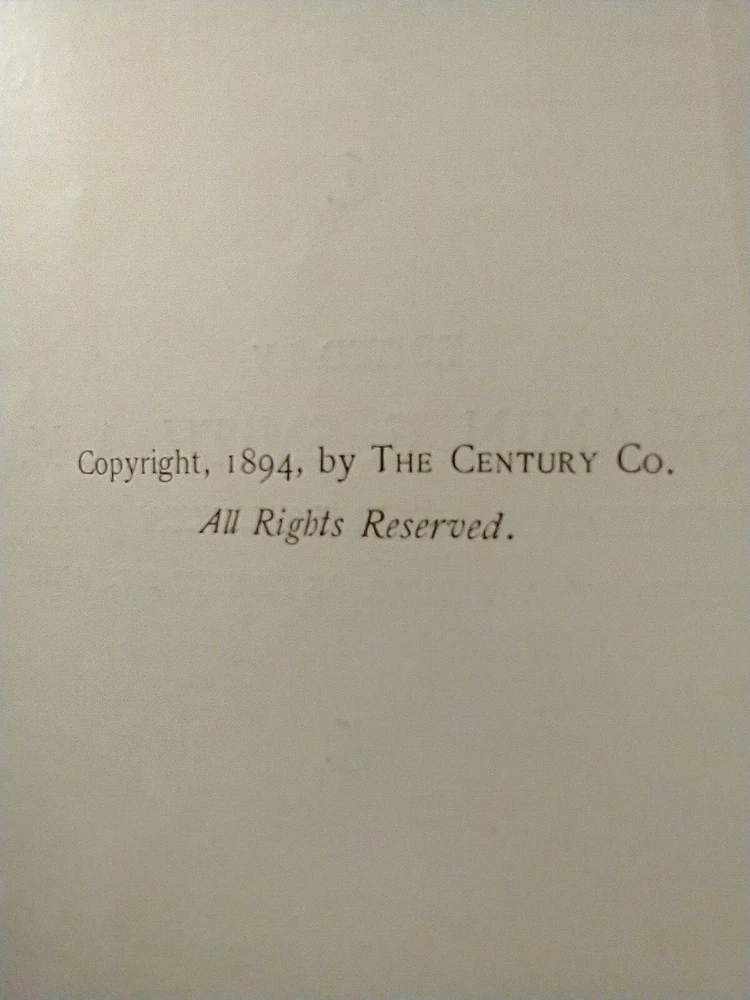 Copyright, 1894, by THE CENTURY CO.
All Rights Reserved.